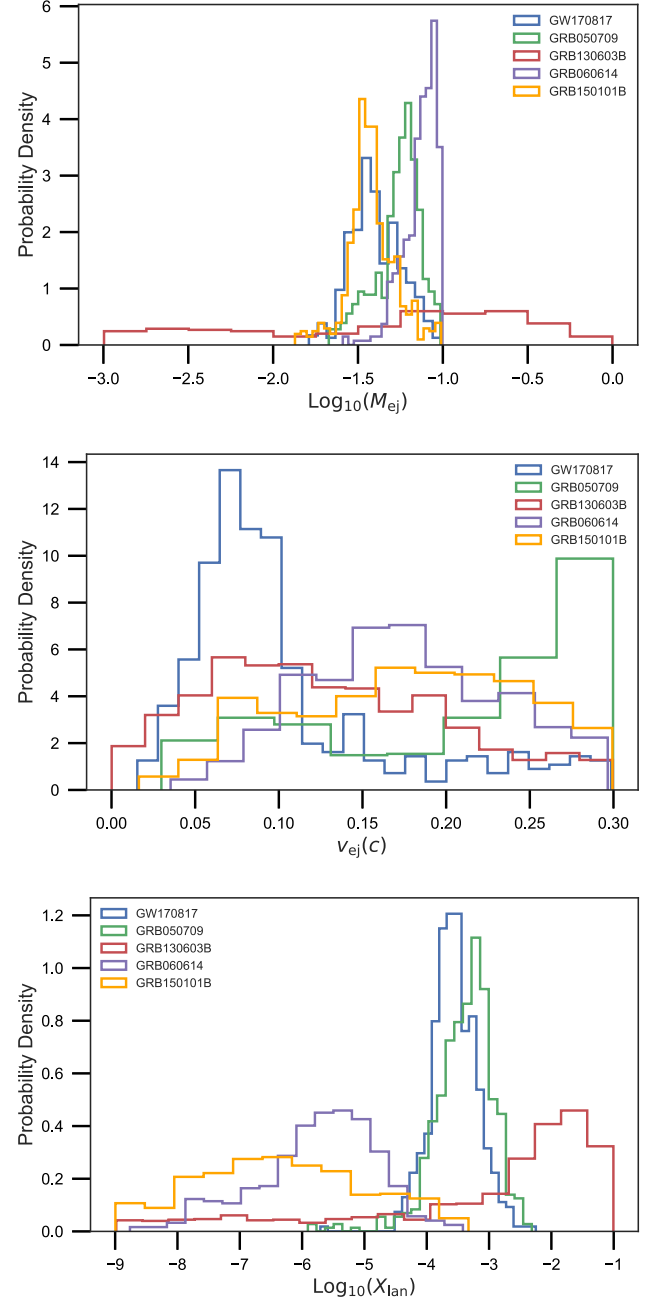 6
5
4
3
2
1
0
Probability Density
GW170817
GRB050709
GRB130603B
GRB060614
GRB150101B
−3.0 −2.5 −2.0 −1.5 −1.0 −0.5 0.0
Log₁₀(M_ej)
14
12
10
8
6
4
2
0
Probability Density
GW170817
GRB050709
GRB130603B
GRB060614
GRB150101B
0.00 0.05 0.10 0.15 0.20 0.25 0.30
v_ej(c)
1.2
1.0
0.8
0.6
0.4
0.2
0.0
Probability Density
GW170817
GRB050709
GRB130603B
GRB060614
GRB150101B
−9 −8 −7 −6 −5 −4 −3 −2 −1
Log₁₀(X_lan)